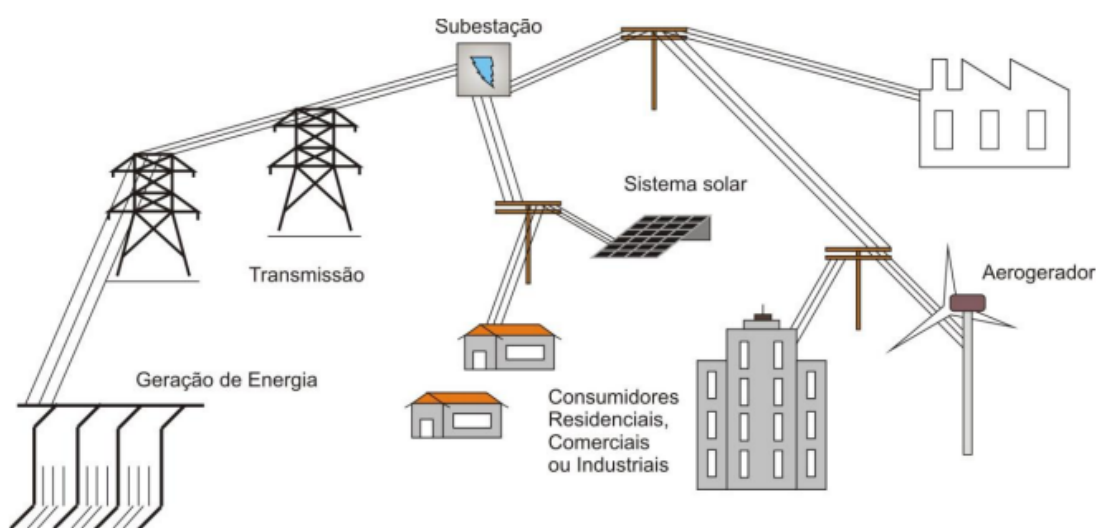 Subestação
Sistema solar
Transmissão
Aerogerador
Geração de Energia
Consumidores
Residenciais,
Comerciais
ou Industriais